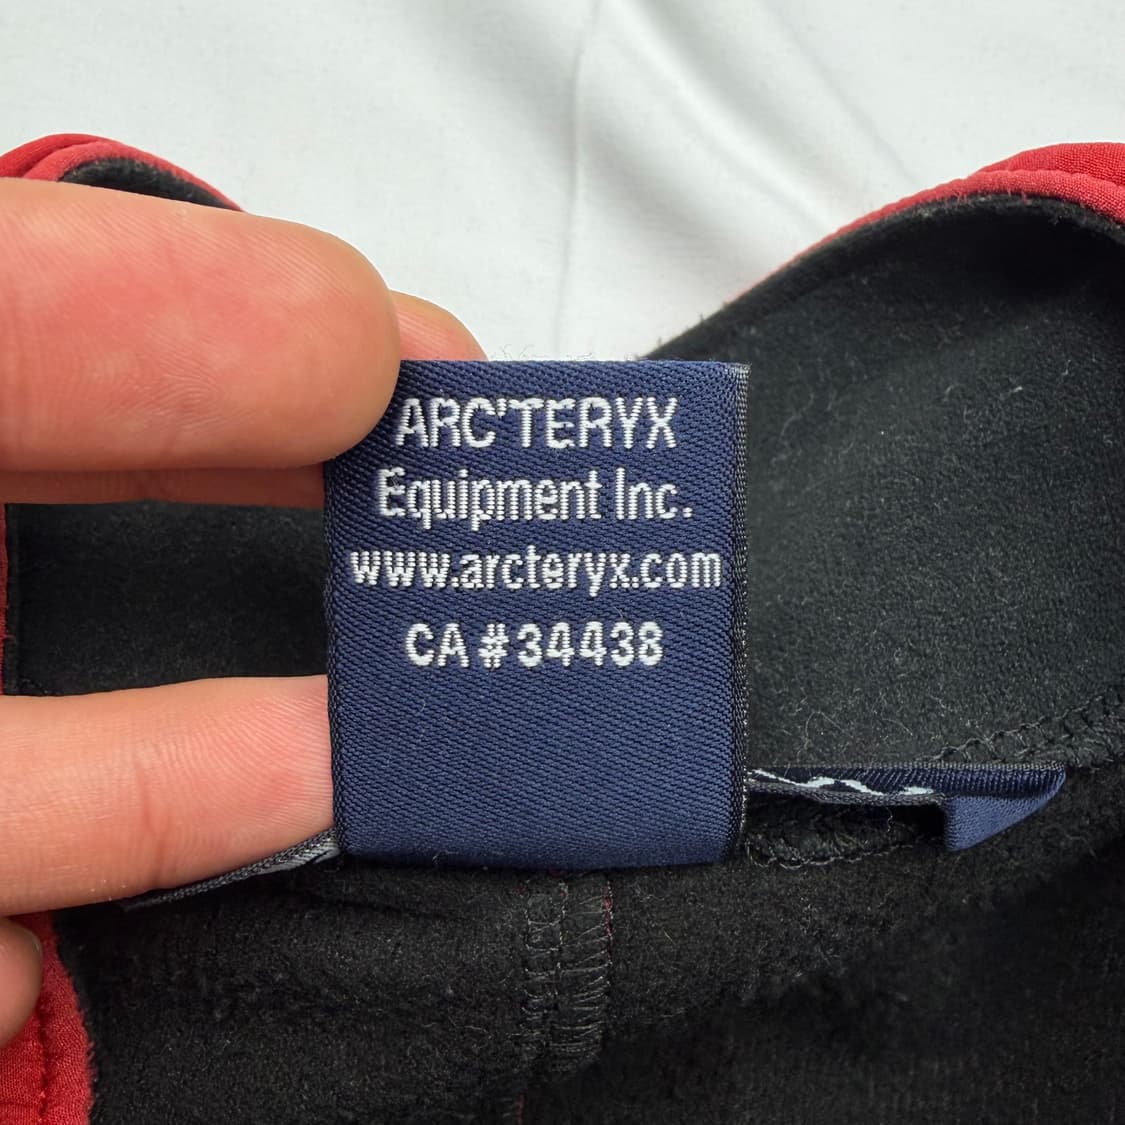 ARC'TERYX
Equipment Inc.
www.arcteryx.com
CA # 34438